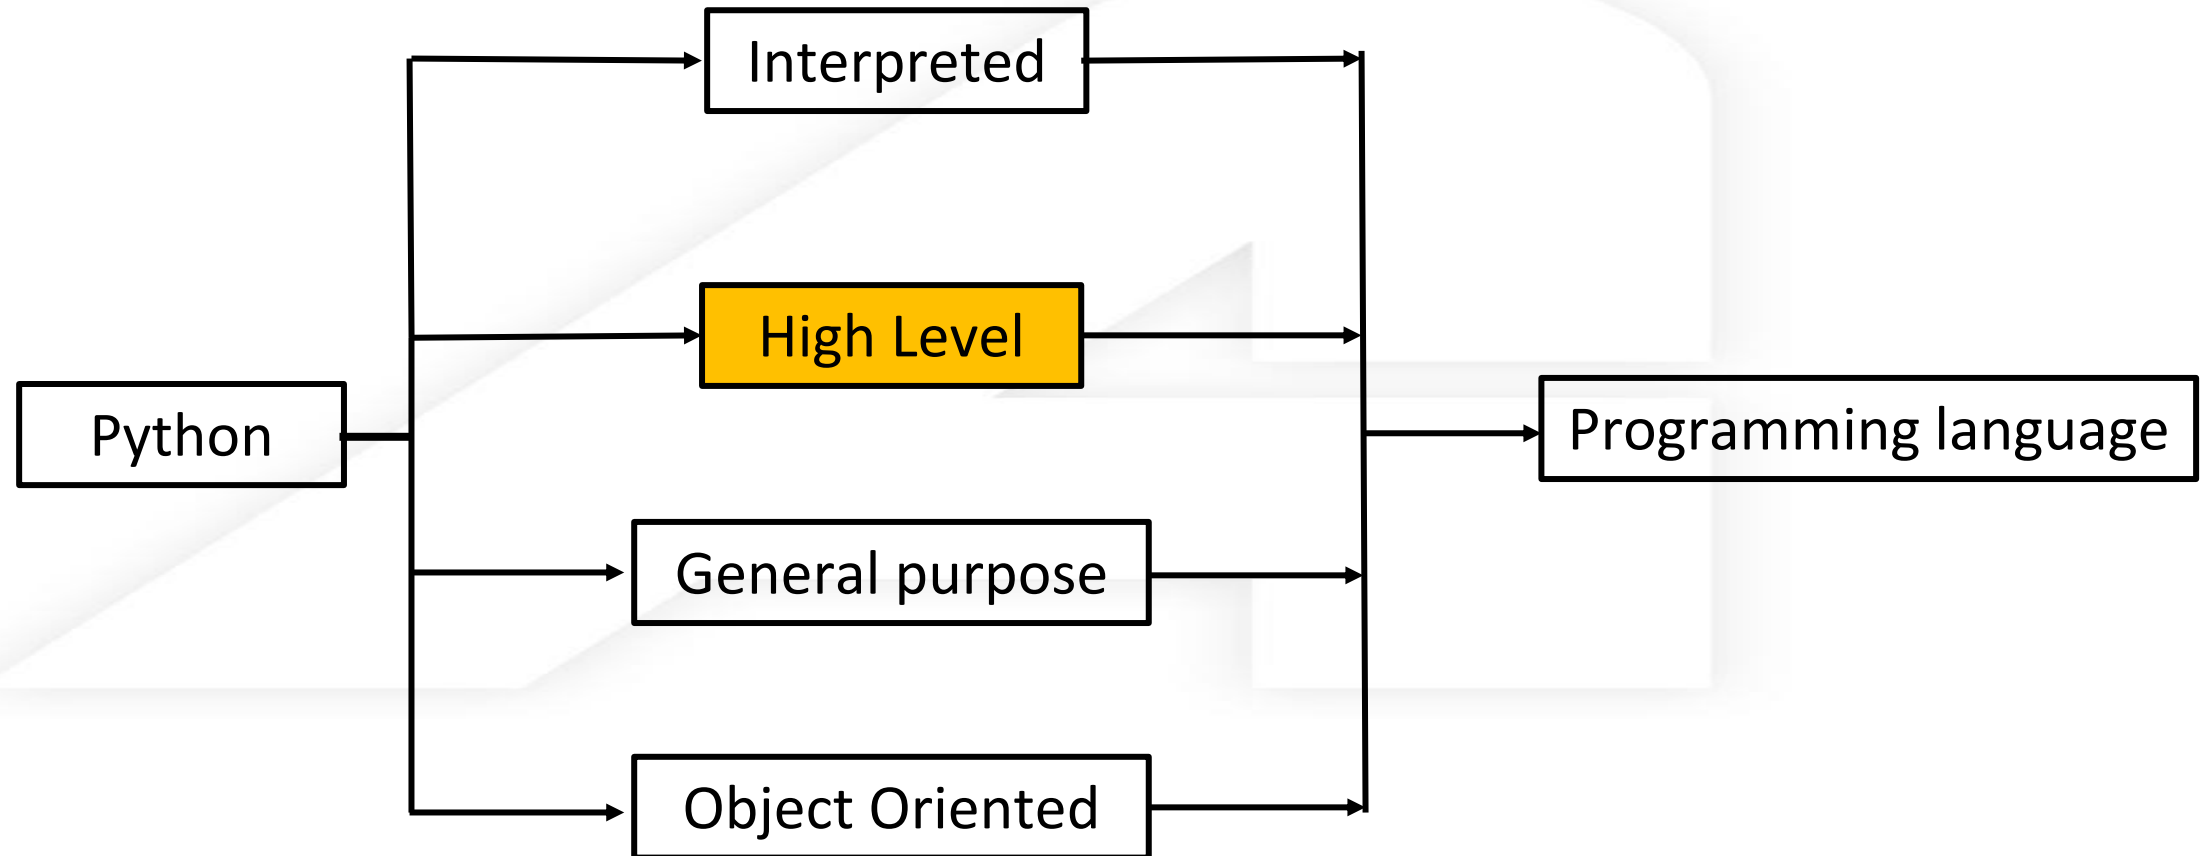 Interpreted
High Level
Python
Programming language
General purpose
Object Oriented